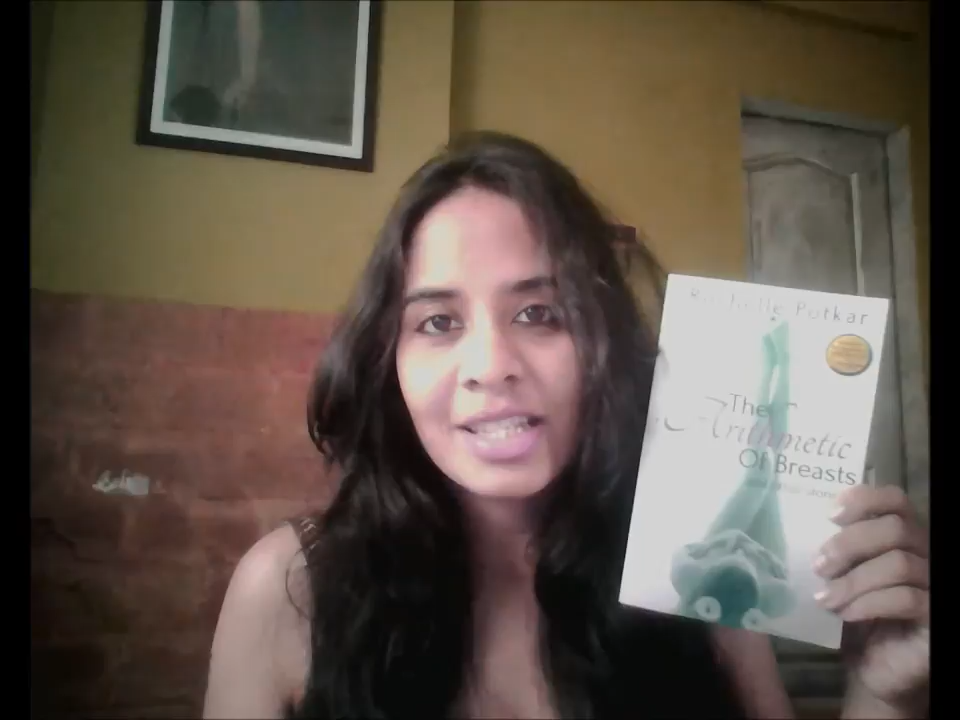 Rochelle Potkar
The
Arithmetic
Of Breasts